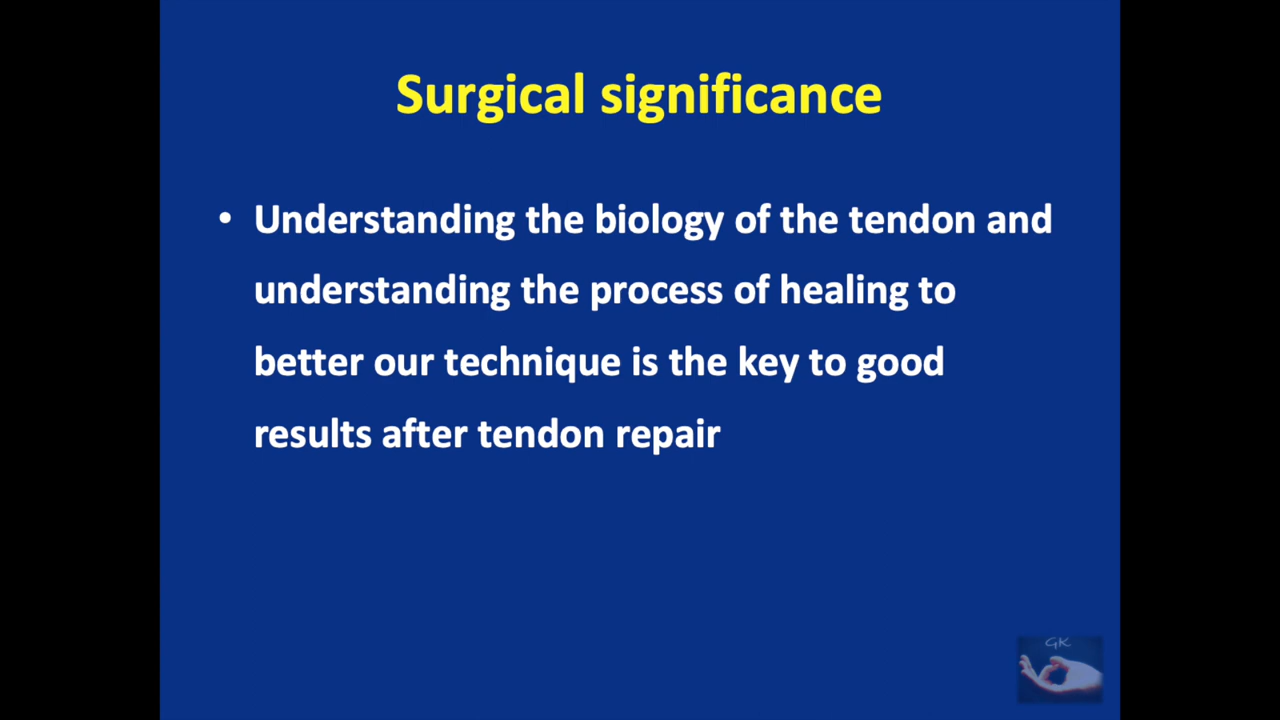 Surgical significance
• Understanding the biology of the tendon and
understanding the process of healing to
better our technique is the key to good
results after tendon repair
GK